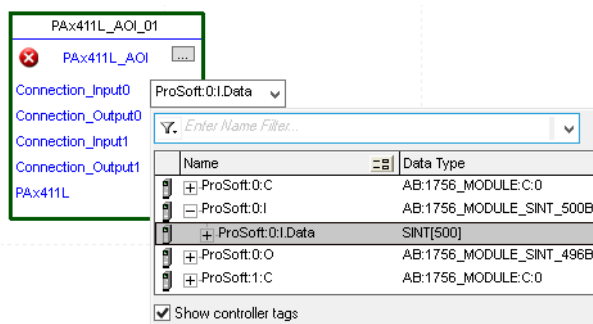 PAx411L_AOI_01
PAx411L_AOI ...
Connection_Input0
Connection_Output0
Connection_Input1
Connection_Output1
PAx411L
ProSoft:0:I.Data
Enter Name Filter...
Name Data Type
ProSoft:0:C AB:1756_MODULE:C:0
ProSoft:0:I AB:1756_MODULE_SINT_500B
ProSoft:0:I.Data SINT[500]
ProSoft:0:O AB:1756_MODULE_SINT_496B
ProSoft:1:C AB:1756_MODULE:C:0
Show controller tags